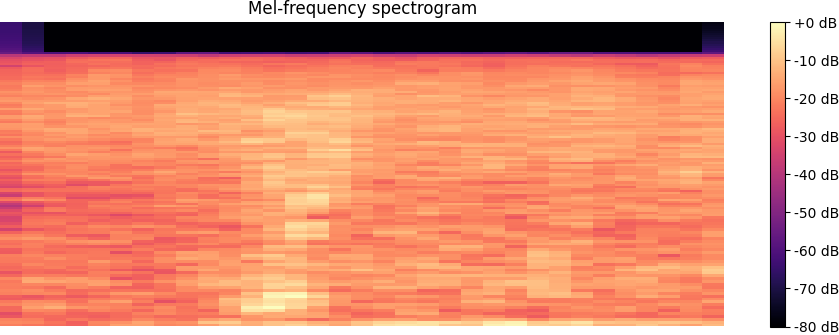 Mel-frequency spectrogram
+0 dB
-10 dB
-20 dB
-30 dB
-40 dB
-50 dB
-60 dB
-70 dB
-80 dB